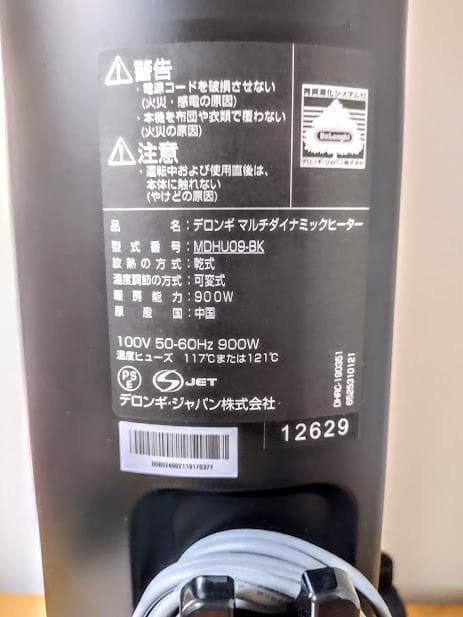 警告
・電源コードを破損させない
(火災・感電の原因)
・本機を布団や衣類で覆わない
(火災の原因)
注意
・運転中および使用直後は、
本体に触れない
(やけどの原因)
再資源化システム付
DeLonghi
デロンギ・ジャパン株式会社
品名：デロンギ マルチダイナミックヒーター
型式番号：MDHU09-BK
放熱の方式：乾式
温度調節の方式：可変式
暖房能力：900W
原産国：中国
100V 50-60Hz 900W
温度ヒューズ 117℃または121℃
PS
E
S JET
デロンギ・ジャパン株式会社
DHRC-190351
6525310121
12629